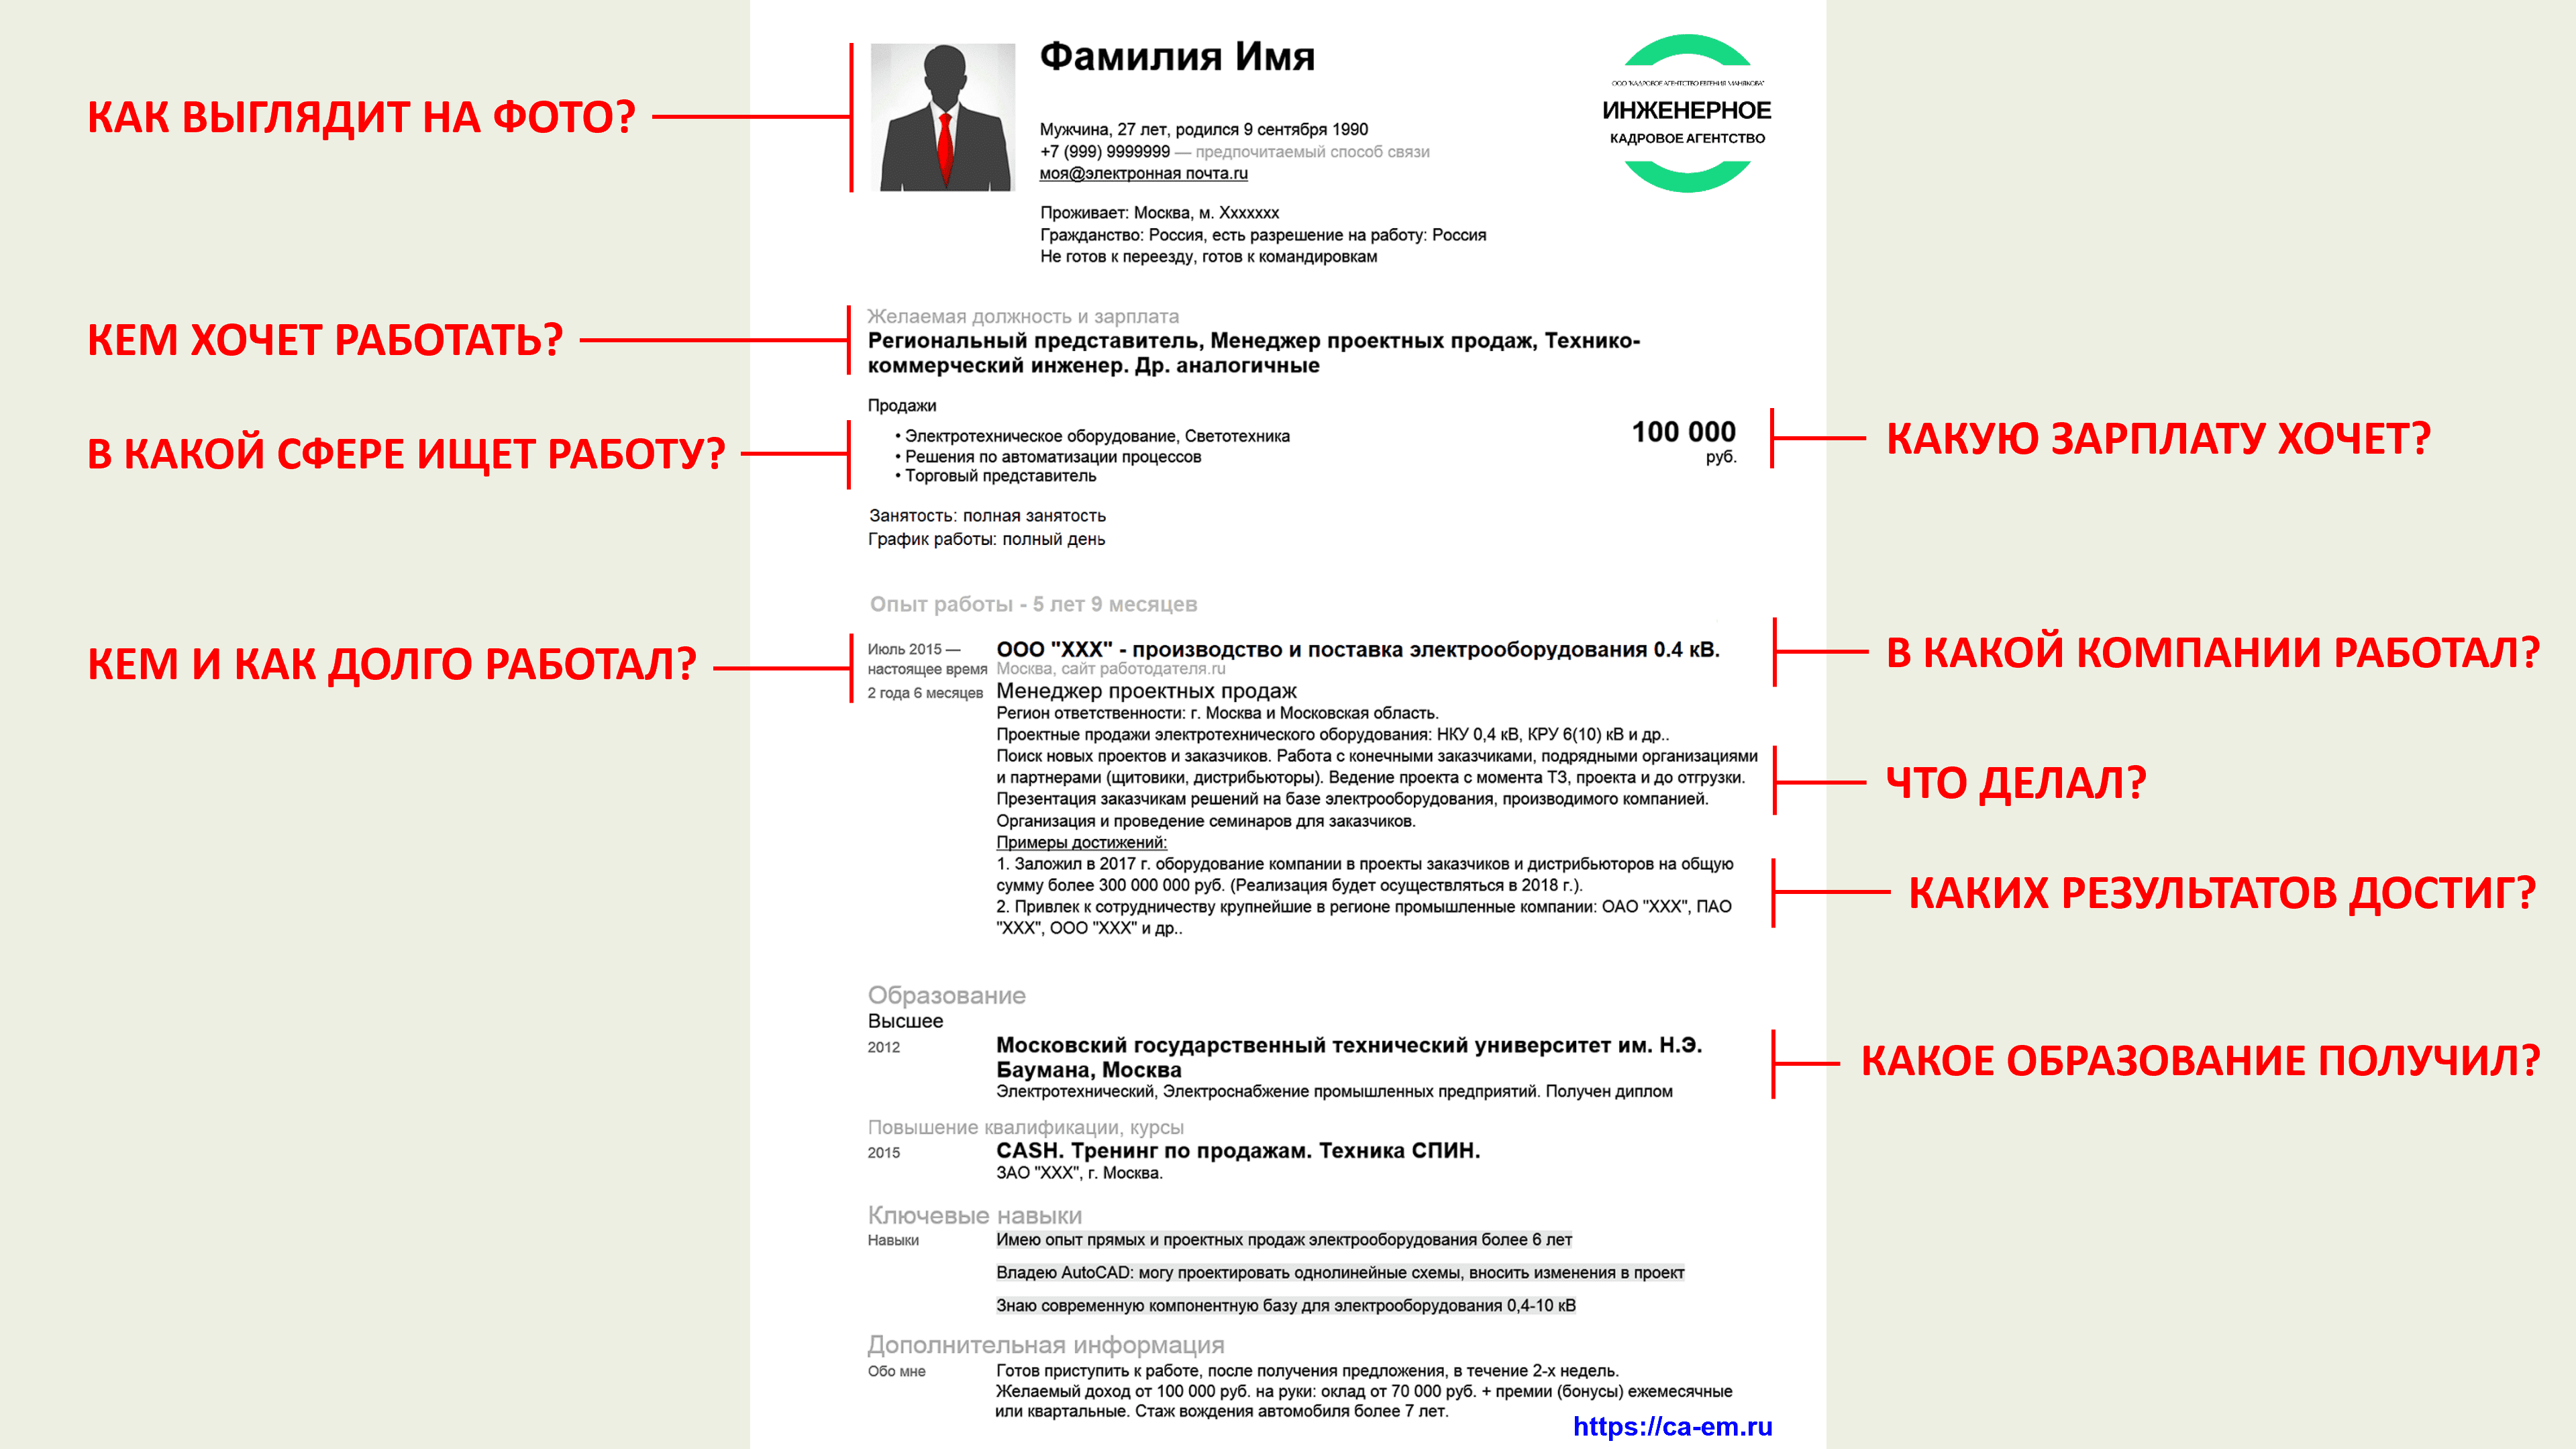 КАК ВЫГЛЯДИТ НА ФОТО?
Фамилия Имя
ООО "КАДРОВОЕ АГЕНТСТВО ЕВГЕНИЯ МАНЯКОВА"
ИНЖЕНЕРНОЕ
КАДРОВОЕ АГЕНТСТВО
Мужчина, 27 лет, родился 9 сентября 1990
+7 (999) 9999999 — предпочитаемый способ связи
моя@электронная почта.ru
Проживает: Москва, м. Ххххххх
Гражданство: Россия, есть разрешение на работу: Россия
Не готов к переезду, готов к командировкам
КЕМ ХОЧЕТ РАБОТАТЬ?
Желаемая должность и зарплата
Региональный представитель, Менеджер проектных продаж, Технико-
коммерческий инженер. Др. аналогичные
В КАКОЙ СФЕРЕ ИЩЕТ РАБОТУ?
Продажи
• Электротехническое оборудование, Светотехника
• Решения по автоматизации процессов
• Торговый представитель
100 000
руб.
КАКУЮ ЗАРПЛАТУ ХОЧЕТ?
Занятость: полная занятость
График работы: полный день
Опыт работы - 5 лет 9 месяцев
КЕМ И КАК ДОЛГО РАБОТАЛ?
Июль 2015 —
настоящее время
2 года 6 месяцев
ООО "ХХХ" - производство и поставка электрооборудования 0.4 кВ.
Москва, сайт работодателя.ru
В КАКОЙ КОМПАНИИ РАБОТАЛ?
Менеджер проектных продаж
Регион ответственности: г. Москва и Московская область.
Проектные продажи электротехнического оборудования: НКУ 0,4 кВ, КРУ 6(10) кВ и др..
Поиск новых проектов и заказчиков. Работа с конечными заказчиками, подрядными организациями
и партнерами (щитовики, дистрибьюторы). Ведение проекта с момента ТЗ, проекта и до отгрузки.
Презентация заказчикам решений на базе электрооборудования, производимого компанией.
Организация и проведение семинаров для заказчиков.
ЧТО ДЕЛАЛ?
Примеры достижений:
1. Заложил в 2017 г. оборудование компании в проекты заказчиков и дистрибьюторов на общую
сумму более 300 000 000 руб. (Реализация будет осуществляться в 2018 г.).
2. Привлек к сотрудничеству крупнейшие в регионе промышленные компании: ОАО "ХХХ", ПАО
"ХХХ", ООО "ХХХ" и др..
КАКИХ РЕЗУЛЬТАТОВ ДОСТИГ?
Образование
Высшее
2012
Московский государственный технический университет им. Н.Э.
Баумана, Москва
Электротехнический, Электроснабжение промышленных предприятий. Получен диплом
КАКОЕ ОБРАЗОВАНИЕ ПОЛУЧИЛ?
Повышение квалификации, курсы
2015
CASH. Тренинг по продажам. Техника СПИН.
ЗАО "ХХХ", г. Москва.
Ключевые навыки
Навыки
Имею опыт прямых и проектных продаж электрооборудования более 6 лет
Владею AutoCAD: могу проектировать однолинейные схемы, вносить изменения в проект
Знаю современную компонентную базу для электрооборудования 0,4-10 кВ
Дополнительная информация
Обо мне
Готов приступить к работе, после получения предложения, в течение 2-х недель.
Желаемый доход от 100 000 руб. на руки: оклад от 70 000 руб. + премии (бонусы) ежемесячные
или квартальные. Стаж вождения автомобиля более 7 лет.
https://ca-em.ru